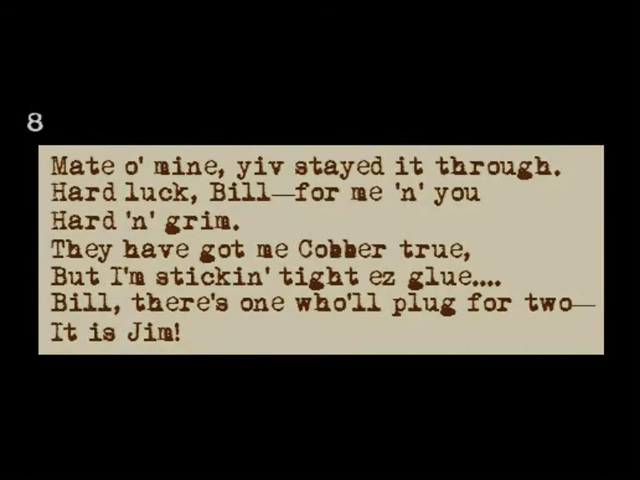 8
Mate o' mine, yiv stayed it through.
Hard luck, Bill—for me 'n' you
Hard 'n' grim.
They have got me Cobber true,
But I'm stickin' tight ez glue....
Bill, there's one who'll plug for two—
It is Jim!